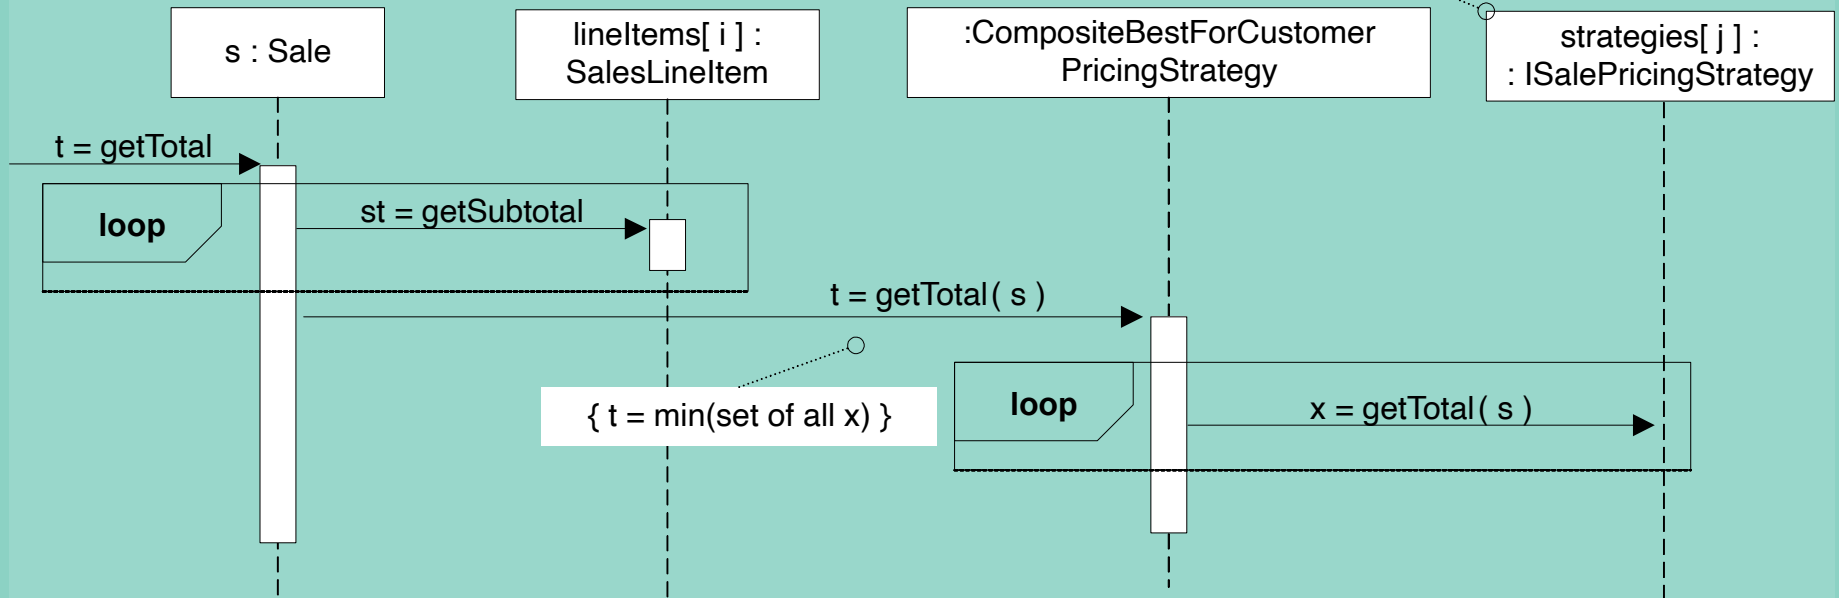 s : Sale
lineItems[ i ] :
SalesLineItem
:CompositeBestForCustomer
PricingStrategy
strategies[ j ] :
: ISalePricingStrategy
t = getTotal
loop
st = getSubtotal
t = getTotal( s )
{ t = min(set of all x) }
loop
x = getTotal( s )